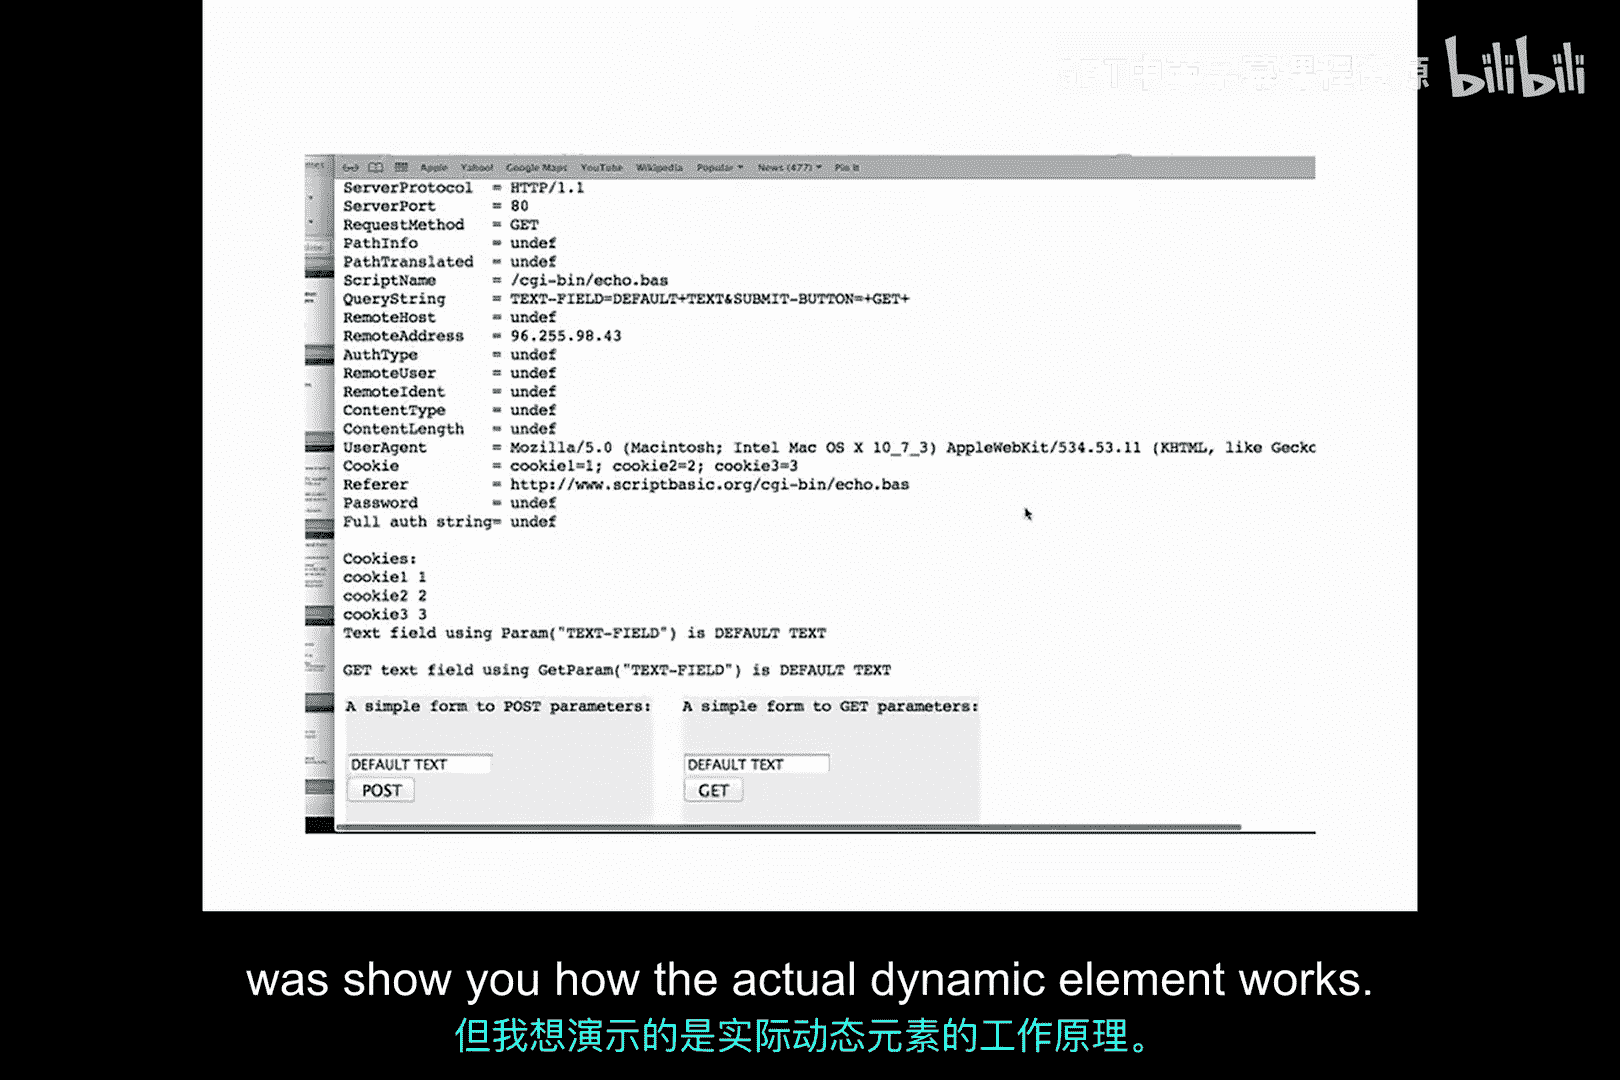 bilibili
Apple Yahoo! Google Maps YouTube Wikipedia Popular News (477) Pin It
ServerProtocol = HTTP/1.1
ServerPort = 80
RequestMethod = GET
PathInfo = undef
PathTranslated = undef
ScriptName = /cgi-bin/echo.bas
QueryString = TEXT-FIELD=DEFAULT+TEXT&SUBMIT-BUTTON=+GET+
RemoteHost = undef
RemoteAddress = 96.255.98.43
AuthType = undef
RemoteUser = undef
RemoteIdent = undef
ContentType = undef
ContentLength = undef
UserAgent = Mozilla/5.0 (Macintosh; Intel Mac OS X 10_7_3) AppleWebKit/534.53.11 (KHTML, like Gecko
Cookie = cookie1=1; cookie2=2; cookie3=3
Referer = http://www.scriptbasic.org/cgi-bin/echo.bas
Password = undef
Full auth string= undef
Cookies:
cookie1 1
cookie2 2
cookie3 3
Text field using Param("TEXT-FIELD") is DEFAULT TEXT
GET text field using GetParam("TEXT-FIELD") is DEFAULT TEXT
A simple form to POST parameters: A simple form to GET parameters:
DEFAULT TEXT DEFAULT TEXT
POST GET
was show you how the actual dynamic element works.
但我想演示的是实际动态元素的工作原理。